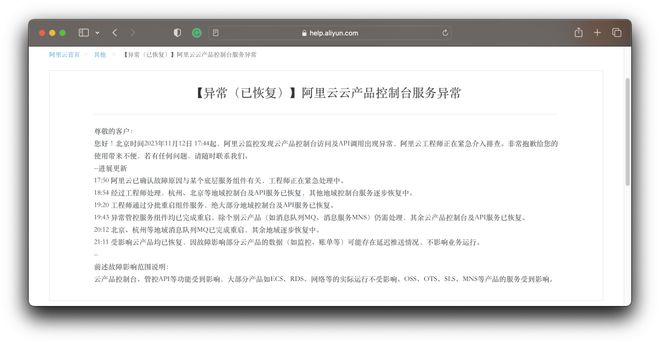 help.aliyun.com
阿里云首页 > 其他 > 【异常（已恢复）】阿里云云产品控制台服务异常
【异常（已恢复）】阿里云云产品控制台服务异常
尊敬的客户：
您好！北京时间2023年11月12日 17:44起，阿里云监控发现云产品控制台访问及API调用出现异常，阿里云工程师正在紧急介入排查。非常抱歉给您的
使用带来不便，若有任何问题，请随时联系我们。
--进展更新
17:50 阿里云已确认故障原因与某个底层服务组件有关，工程师正在紧急处理中。
18:54 经过工程师处理，杭州、北京等地域控制台及API服务已恢复，其他地域控制台服务逐步恢复中。
19:20 工程师通过分批重启组件服务，绝大部分地域控制台及API服务已恢复。
19:43 异常管控服务组件均已完成重启，除个别云产品（如消息队列MQ、消息服务MNS）仍需处理，其余云产品控制台及API服务已恢复。
20:12 北京、杭州等地域消息队列MQ已完成重启，其余地域逐步恢复中。
21:11 受影响云产品均已恢复，因故障影响部分云产品的数据（如监控、账单等）可能存在延迟推送情况，不影响业务运行。
--
前述故障影响范围说明：
云产品控制台、管控API等功能受到影响，大部分产品如ECS、RDS、网络等的实际运行不受影响。OSS、OTS、SLS、MNS等产品的服务受到影响。